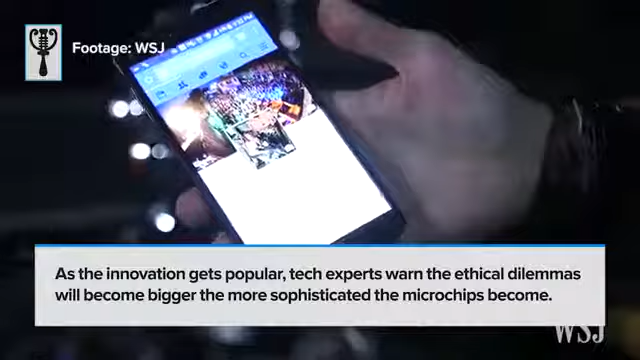 Footage: WSJ
As the innovation gets popular, tech experts warn the ethical dilemmas
will become bigger the more sophisticated the microchips become.
WSJ